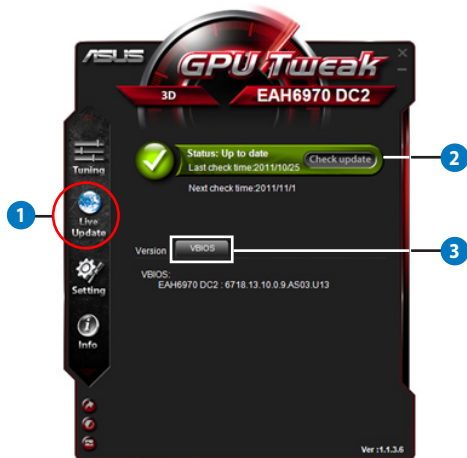 ASUS
GPU Tweak
3D
EAH6970 DC2
Tuning
Live
Update
Setting
Info
Status: Up to date
Last check time:2011/10/25
Check update
Next check time:2011/11/1
Version
VBIOS
VBIOS:
EAH6970 DC2 : 6718.13.10.0.9.AS03.U13
Ver :1.1.3.6
1
2
3